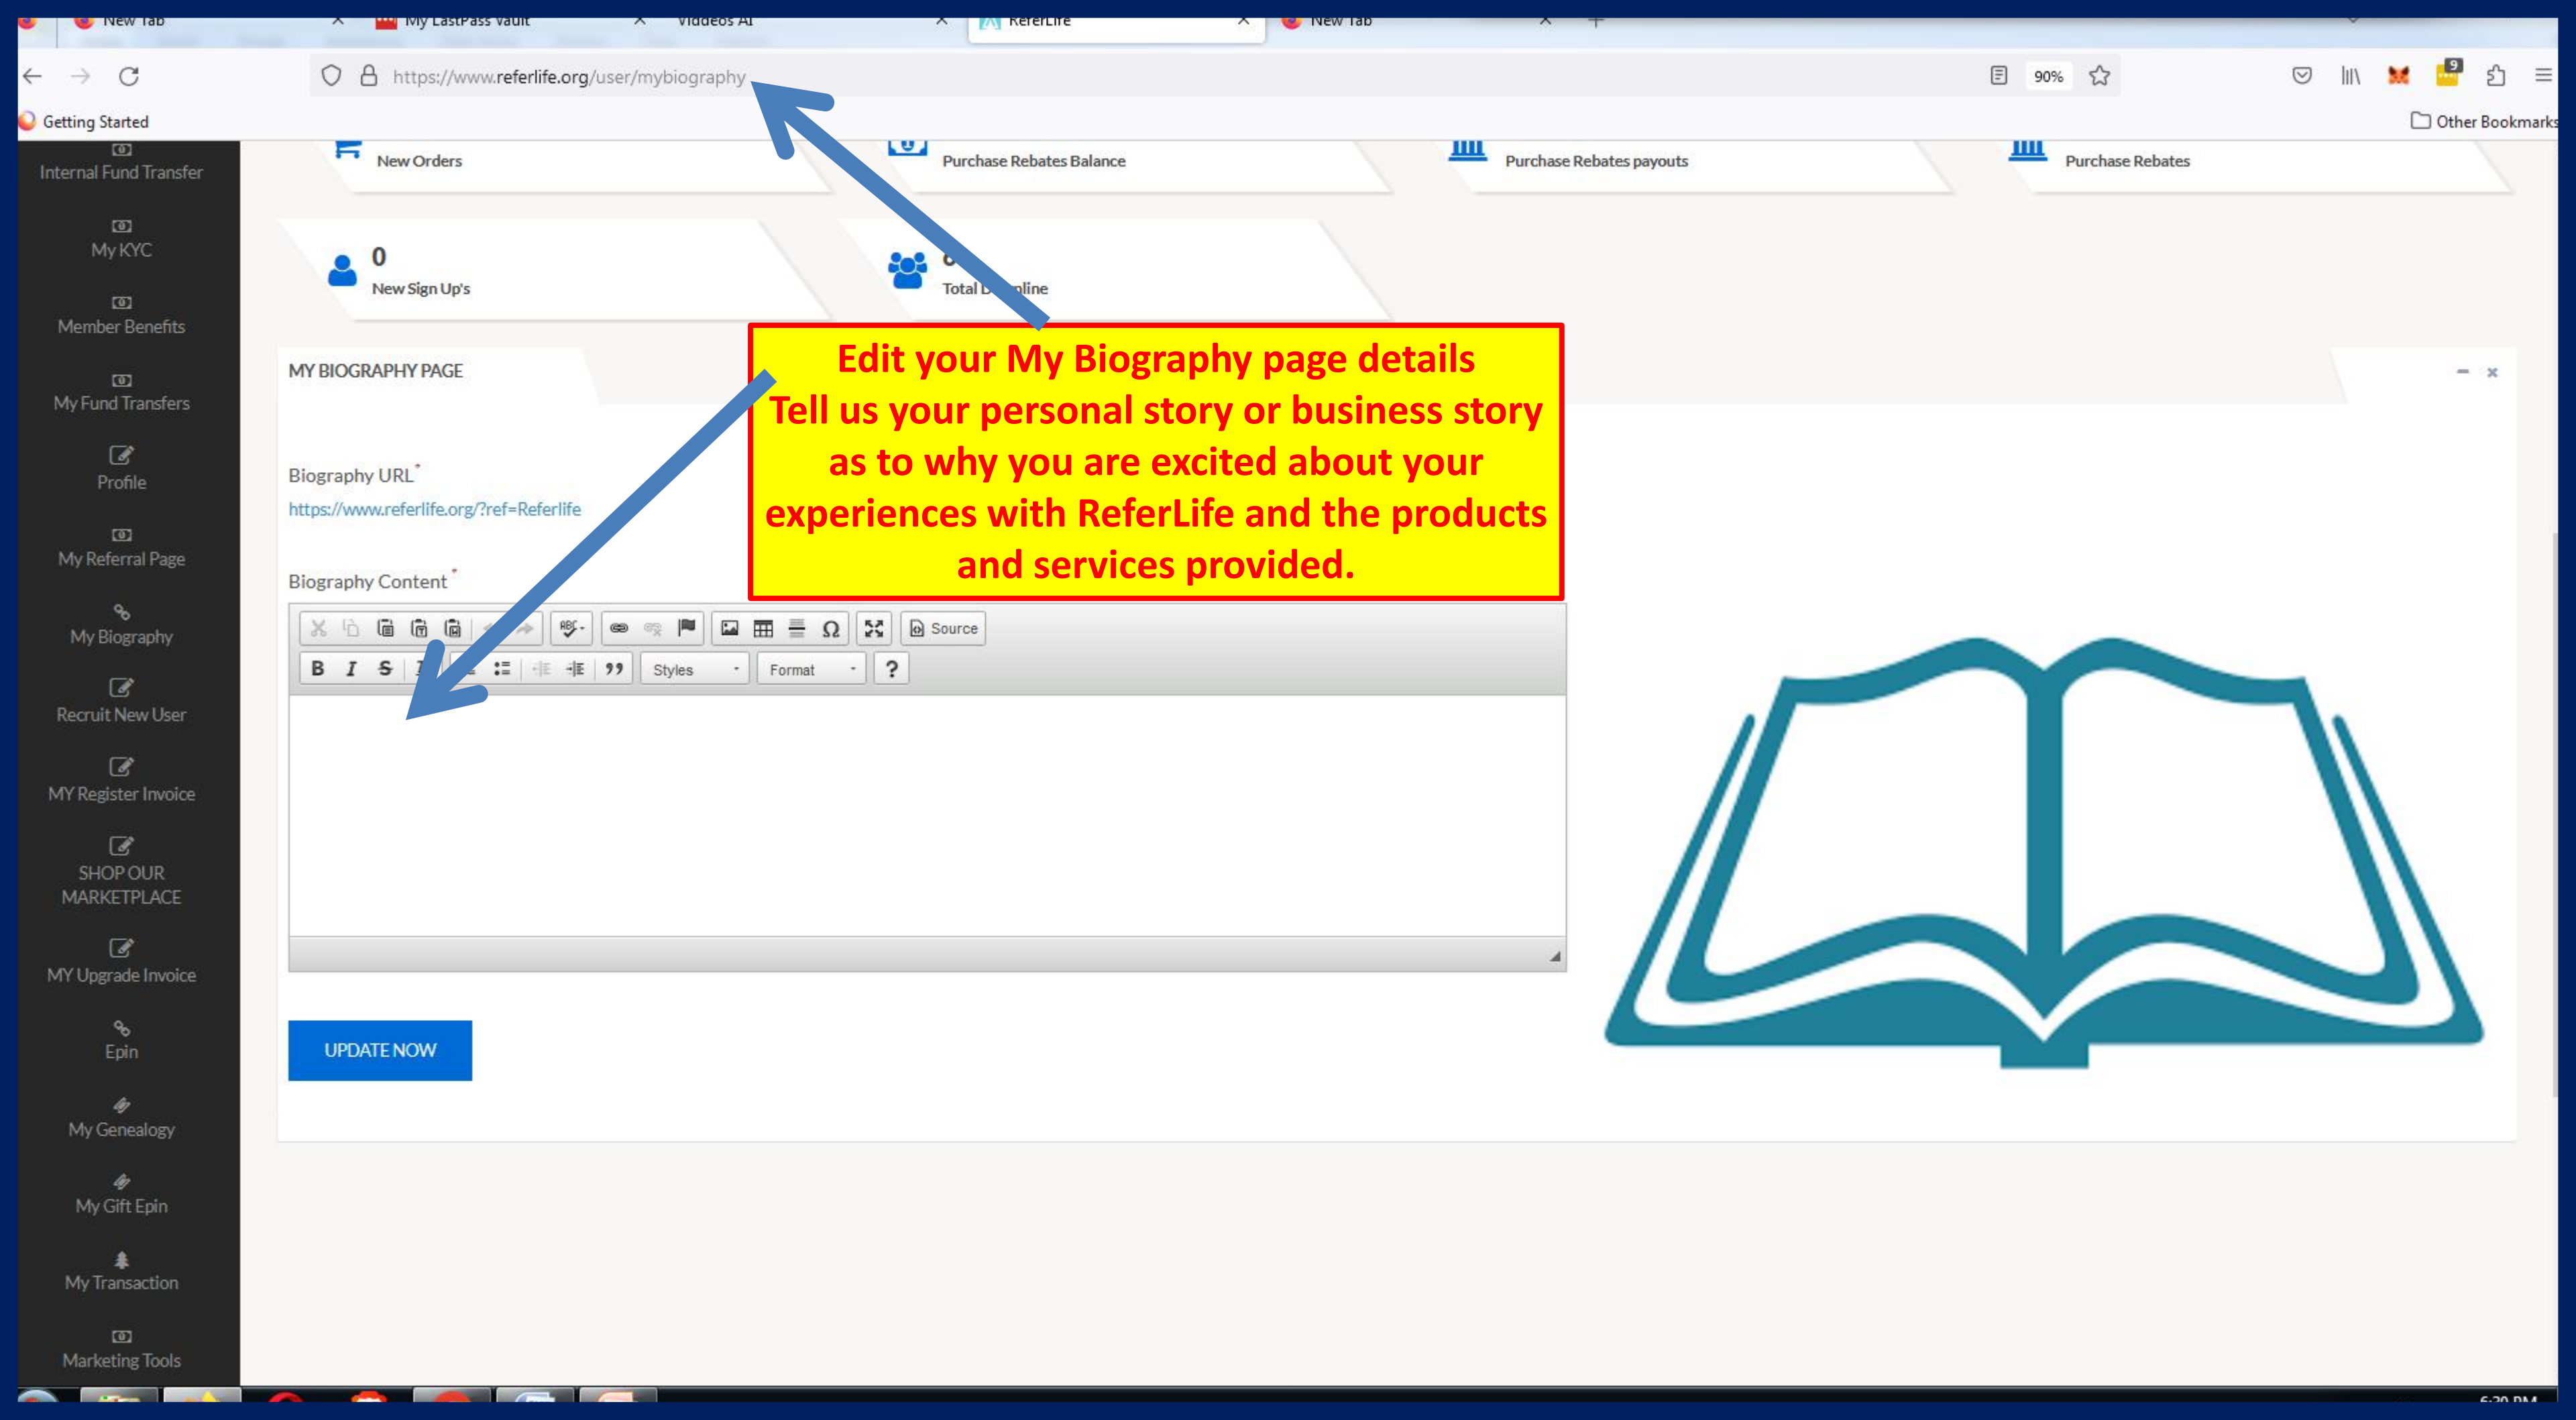 New Tab
My LastPass Vault
Viddeos AI
ReferLife
New Tab
https://www.referlife.org/user/mybiography
90%
9
Getting Started
Other Bookmarks
Internal Fund Transfer
My KYC
Member Benefits
My Fund Transfers
Profile
My Referral Page
My Biography
Recruit New User
MY Register Invoice
SHOP OUR
MARKETPLACE
MY Upgrade Invoice
Epin
My Genealogy
My Gift Epin
My Transaction
Marketing Tools
New Orders
Purchase Rebates Balance
Purchase Rebates payouts
Purchase Rebates
0
New Sign Up's
Total
MY BIOGRAPHY PAGE
Edit your My Biography page details
Tell us your personal story or business story
as to why you are excited about your
experiences with ReferLife and the products
and services provided.
Biography URL*
https://www.referlife.org/?ref=Referlife
Biography Content *
Source
B I S
Styles
Format
?
UPDATE NOW
6:30 PM